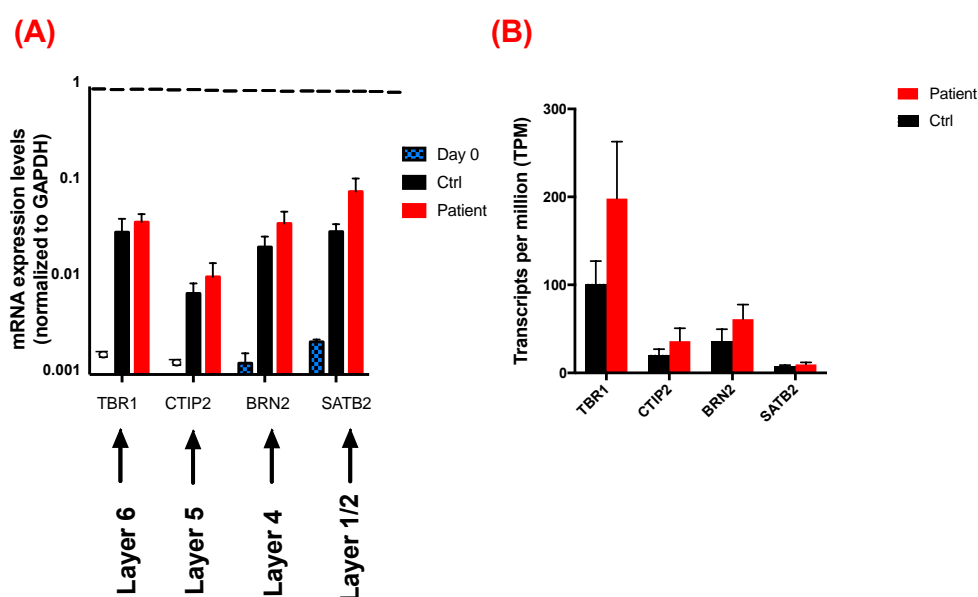 (A)
mRNA expression levels
(normalized to GAPDH)
1
0.1
0.01
0.001
TBR1
CTIP2
BRN2
SATB2
Layer 6
Layer 5
Layer 4
Layer 1/2
Day 0
Ctrl
Patient
(B)
Transcripts per million (TPM)
300
200
100
0
TBR1
CTIP2
BRN2
SATB2
Patient
Ctrl